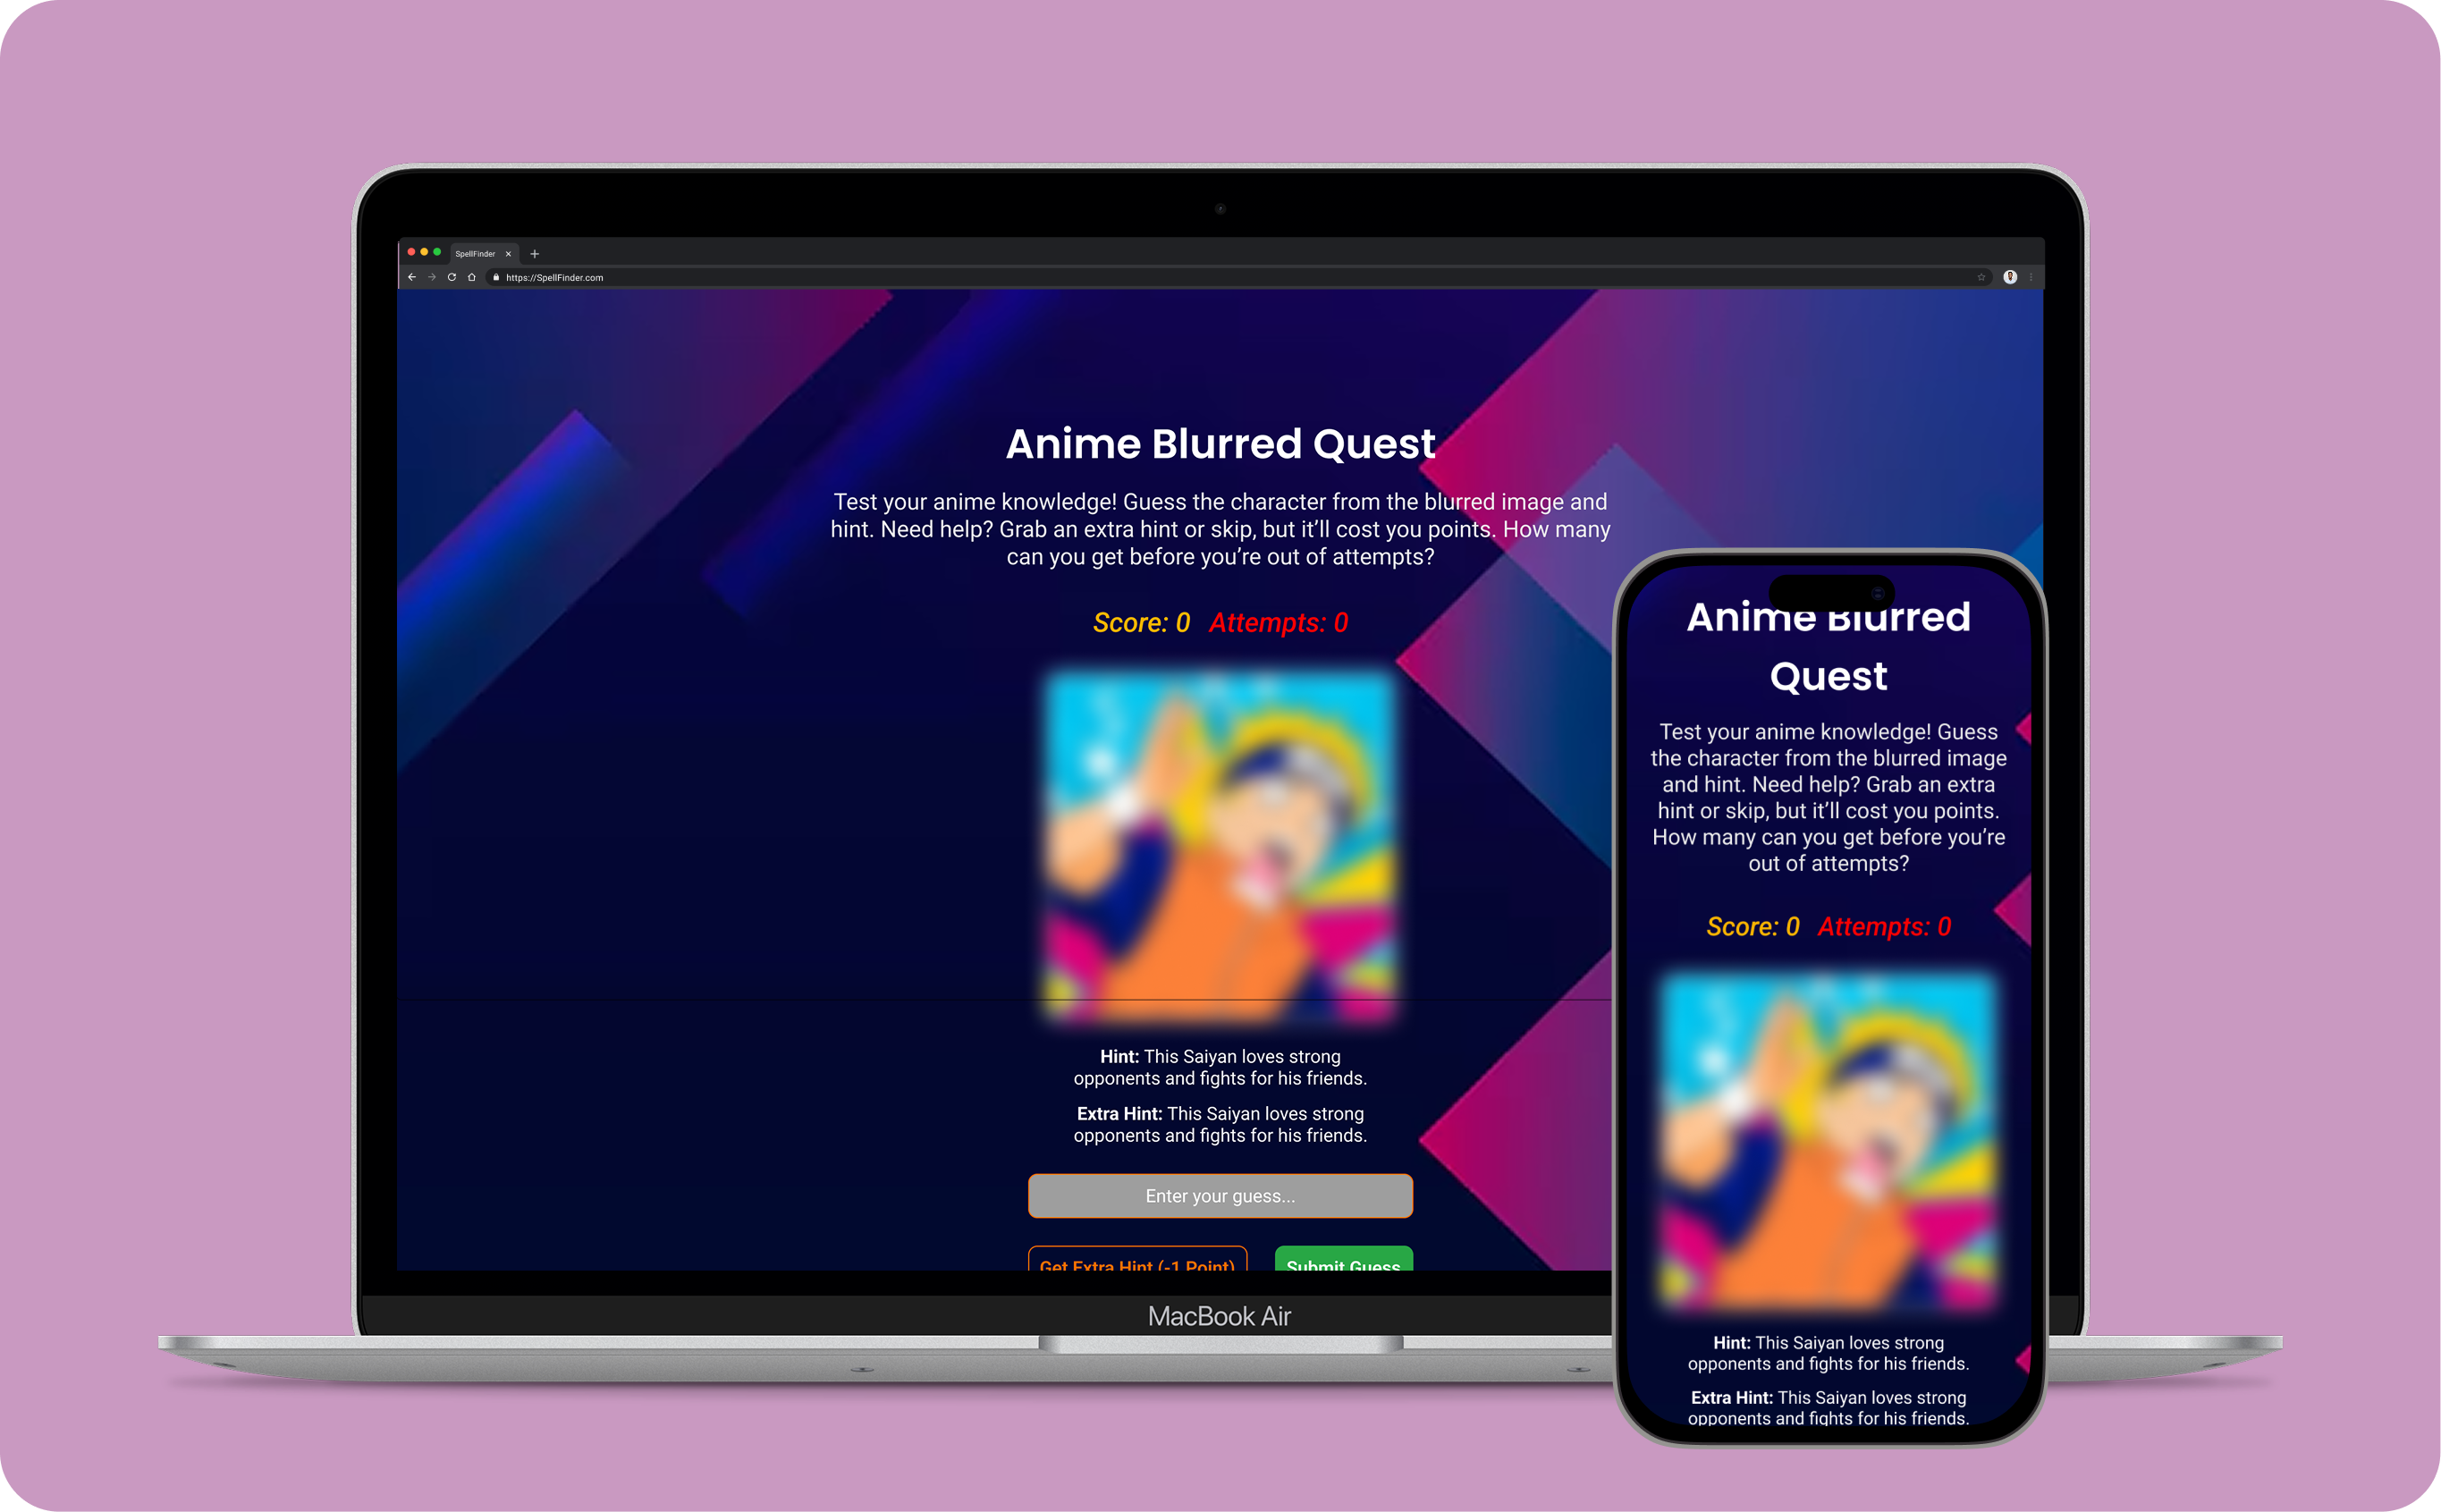 SpellFinder
https://SpellFinder.com
Anime Blurred Quest
Test your anime knowledge! Guess the character from the blurred image and
hint. Need help? Grab an extra hint or skip, but it’ll cost you points. How many
can you get before you’re out of attempts?
Score: 0 Attempts: 0
Hint: This Saiyan loves strong
opponents and fights for his friends.
Extra Hint: This Saiyan loves strong
opponents and fights for his friends.
Enter your guess...
Get Extra Hint (-1 Point)
Submit Guess
MacBook Air
Anime Blurred
Quest
Test your anime knowledge! Guess
the character from the blurred image
and hint. Need help? Grab an extra
hint or skip, but it’ll cost you points.
How many can you get before you’re
out of attempts?
Score: 0 Attempts: 0
Hint: This Saiyan loves strong
opponents and fights for his friends.
Extra Hint: This Saiyan loves strong
opponents and fights for his friends.